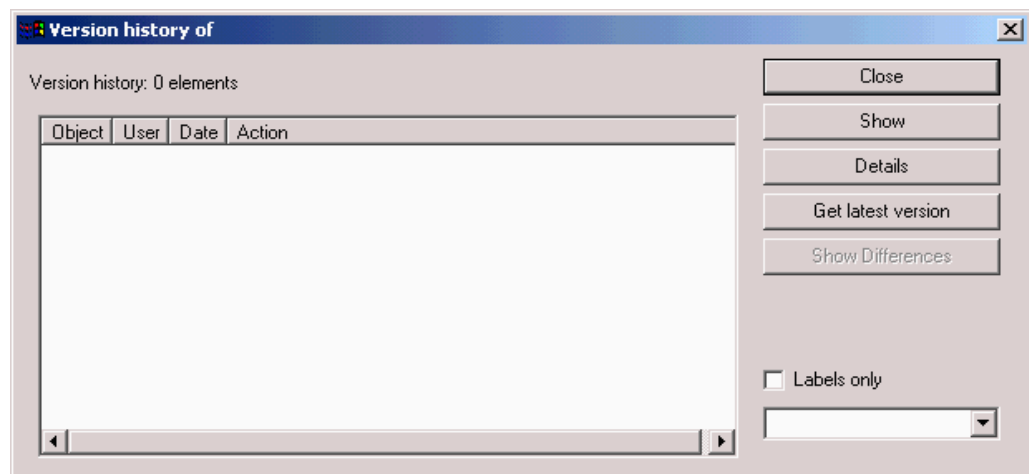 Version history of
Version history: 0 elements
Object User Date Action
Close
Show
Details
Get latest version
Show Differences
Labels only